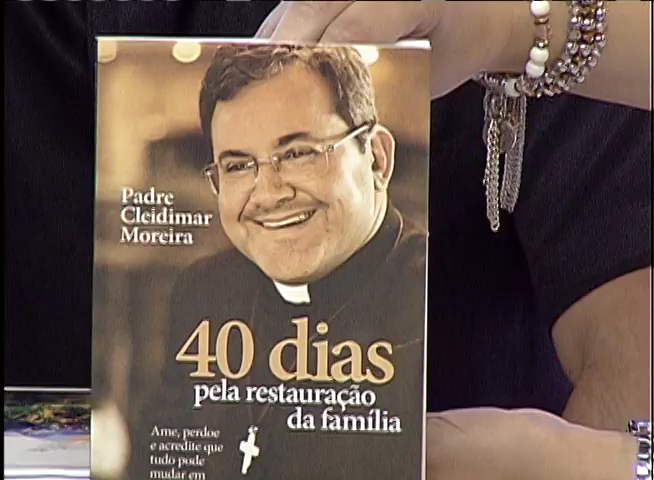 Padre
Cleidimar
Moreira
40 dias
pela restauração
da família
Ame, perdoe
e acredite que
tudo pode
mudar em